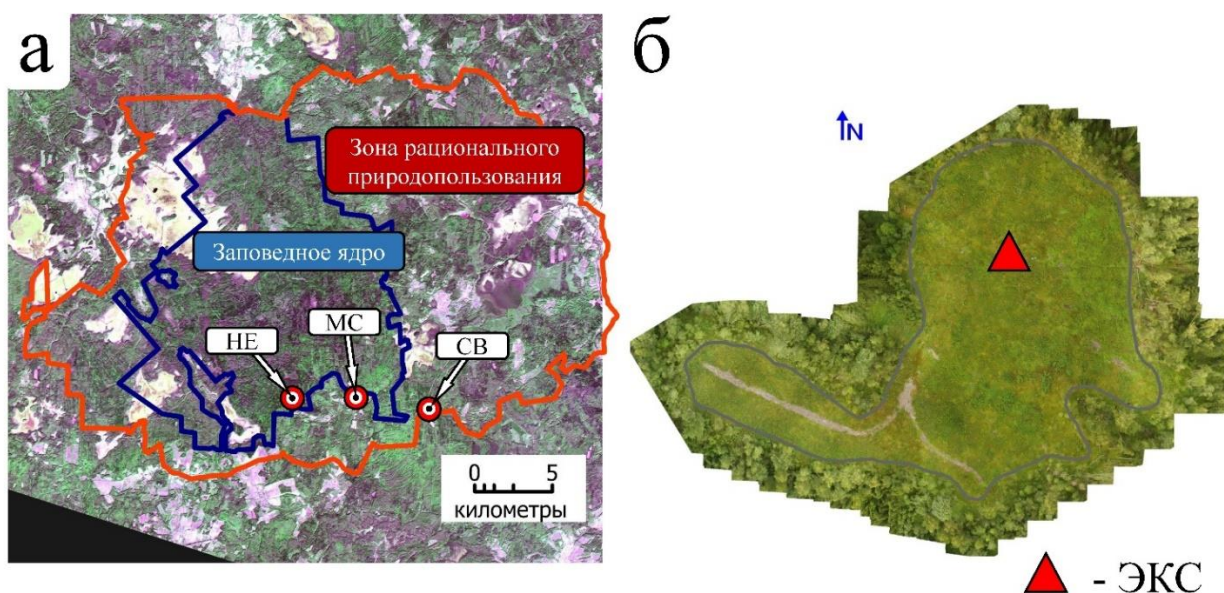 а
Зона рационального
природопользования
Заповедное ядро
НЕ
МС
СВ
0 5
километры
б
N
- ЭКС